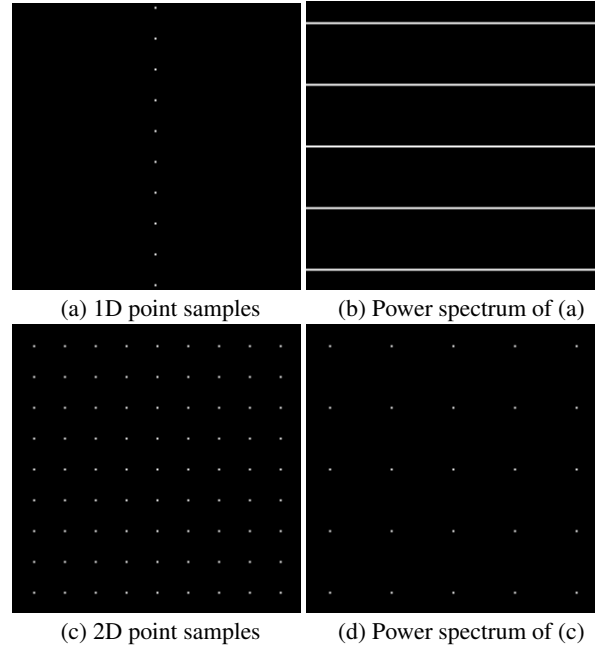 (a) 1D point samples
(b) Power spectrum of (a)
(c) 2D point samples
(d) Power spectrum of (c)